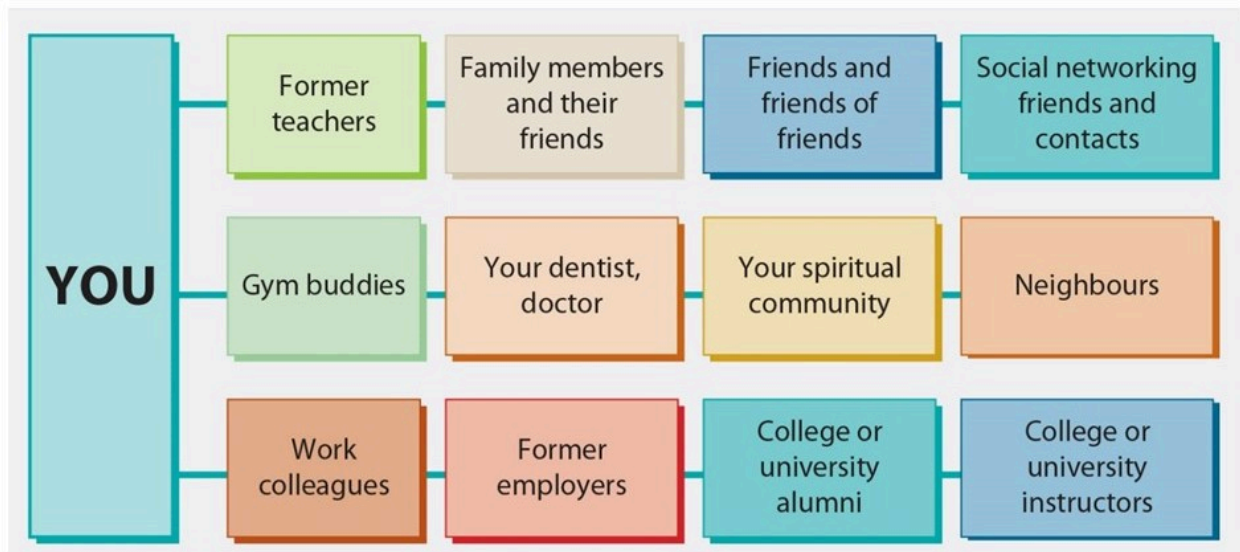 YOU
Former
teachers
Family members
and their
friends
Friends and
friends of
friends
Social networking
friends and
contacts
Gym buddies
Your dentist,
doctor
Your spiritual
community
Neighbours
Work
colleagues
Former
employers
College or
university
alumni
College or
university
instructors